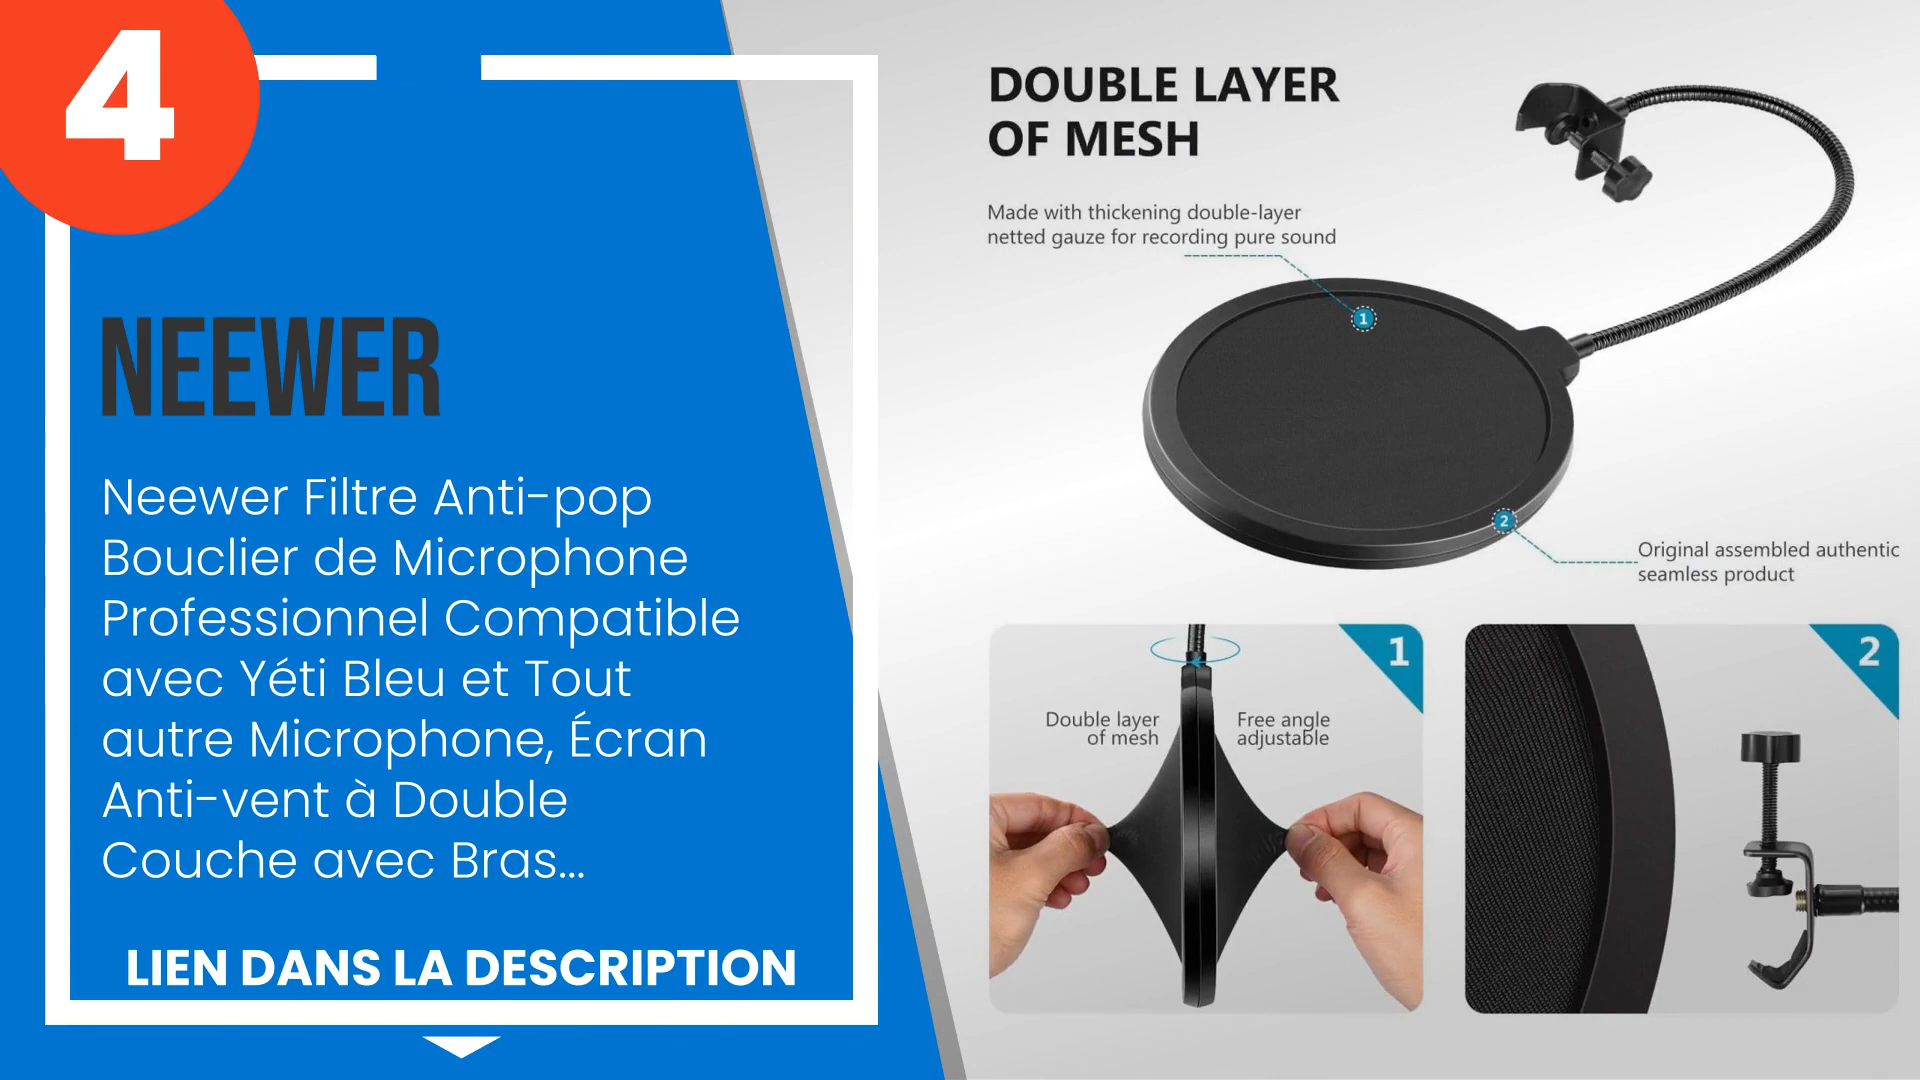 4
NEEWER
Neewer Filtre Anti-pop
Bouclier de Microphone
Professionnel Compatible
avec Yéti Bleu et Tout
autre Microphone, Écran
Anti-vent à Double
Couche avec Bras...
LIEN DANS LA DESCRIPTION
DOUBLE LAYER
OF MESH
Made with thickening double-layer
netted gauze for recording pure sound
1
2
Original assembled authentic
seamless product
1
Double layer
of mesh
Free angle
adjustable
2